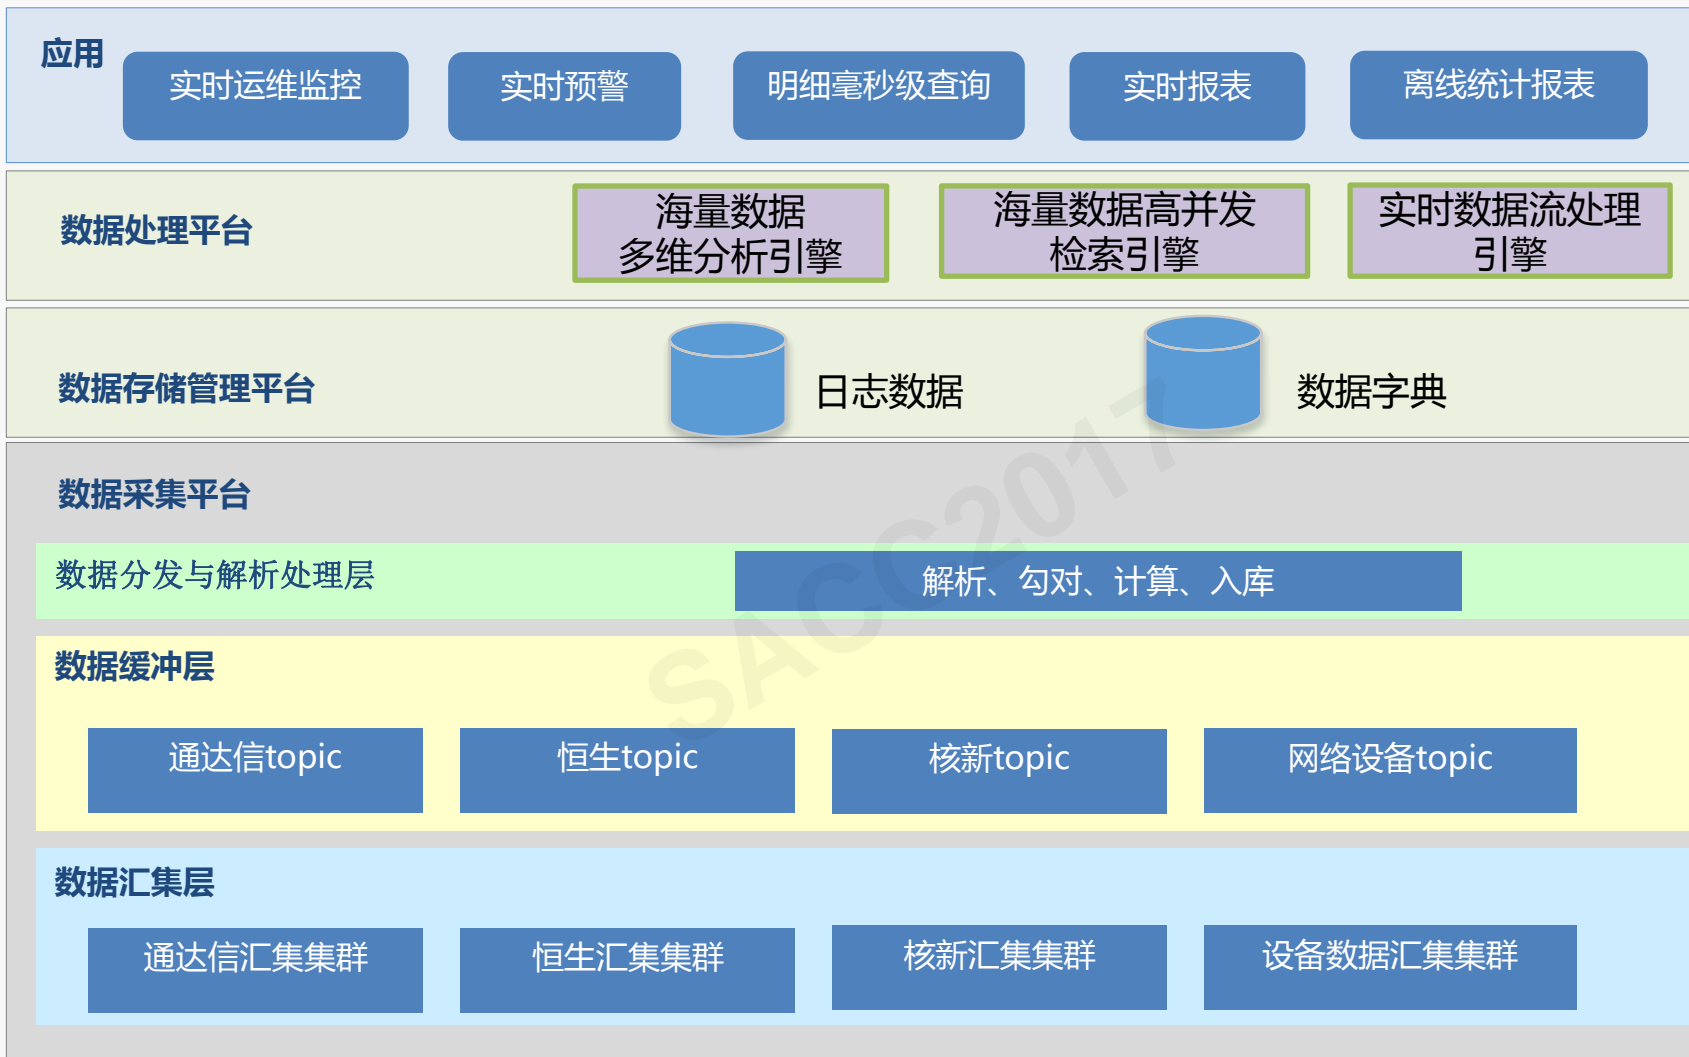 应用
实时运维监控
实时预警
明细毫秒级查询
实时报表
离线统计报表
数据处理平台
海量数据
多维分析引擎
海量数据高并发
检索引擎
实时数据流处理
引擎
数据存储管理平台
日志数据
数据字典
数据采集平台
数据分发与解析处理层
解析、勾对、计算、入库
数据缓冲层
通达信topic
恒生topic
核新topic
网络设备topic
数据汇集层
通达信汇集集群
恒生汇集集群
核新汇集集群
设备数据汇集集群
SACC2017